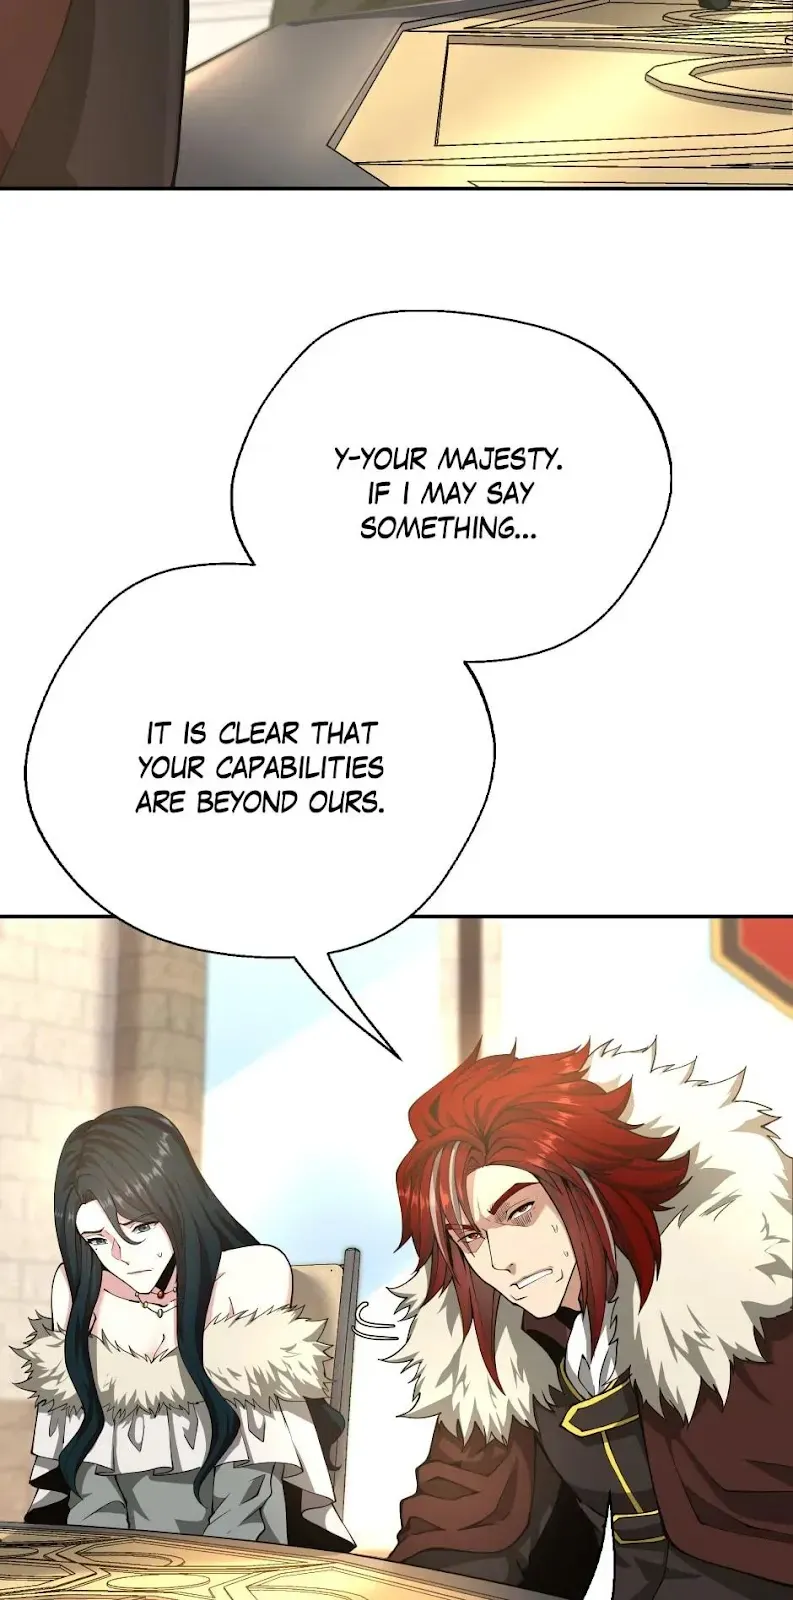 Y-YOUR MAJESTY.
IF I MAY SAY
SOMETHING...
IT IS CLEAR THAT
YOUR CAPABILITIES
ARE BEYOND OURS.